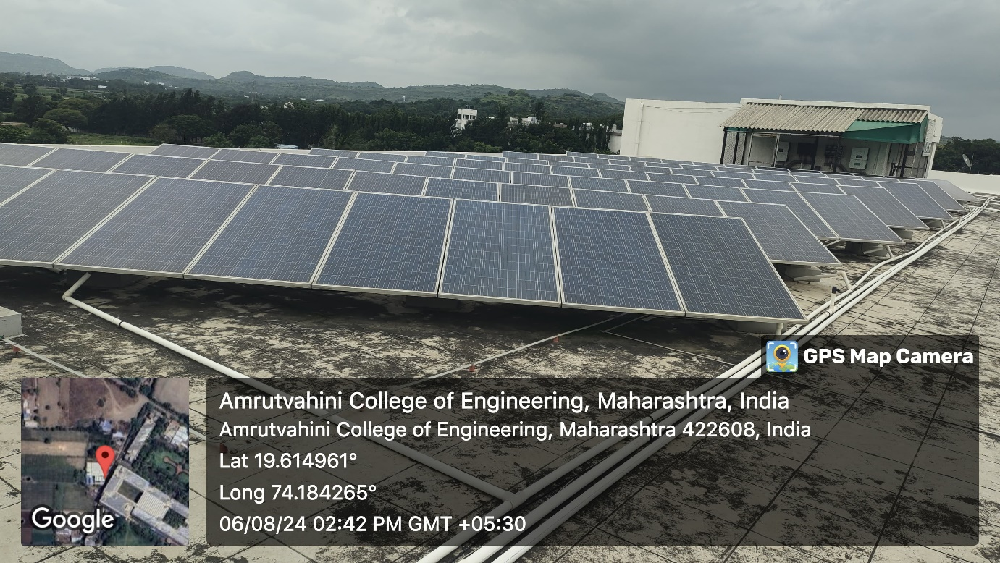 GPS Map Camera
Amrutvahini College of Engineering, Maharashtra, India
Amrutvahini College of Engineering, Maharashtra 422608, India
Lat 19.614961°
Long 74.184265°
06/08/24 02:42 PM GMT +05:30
Google